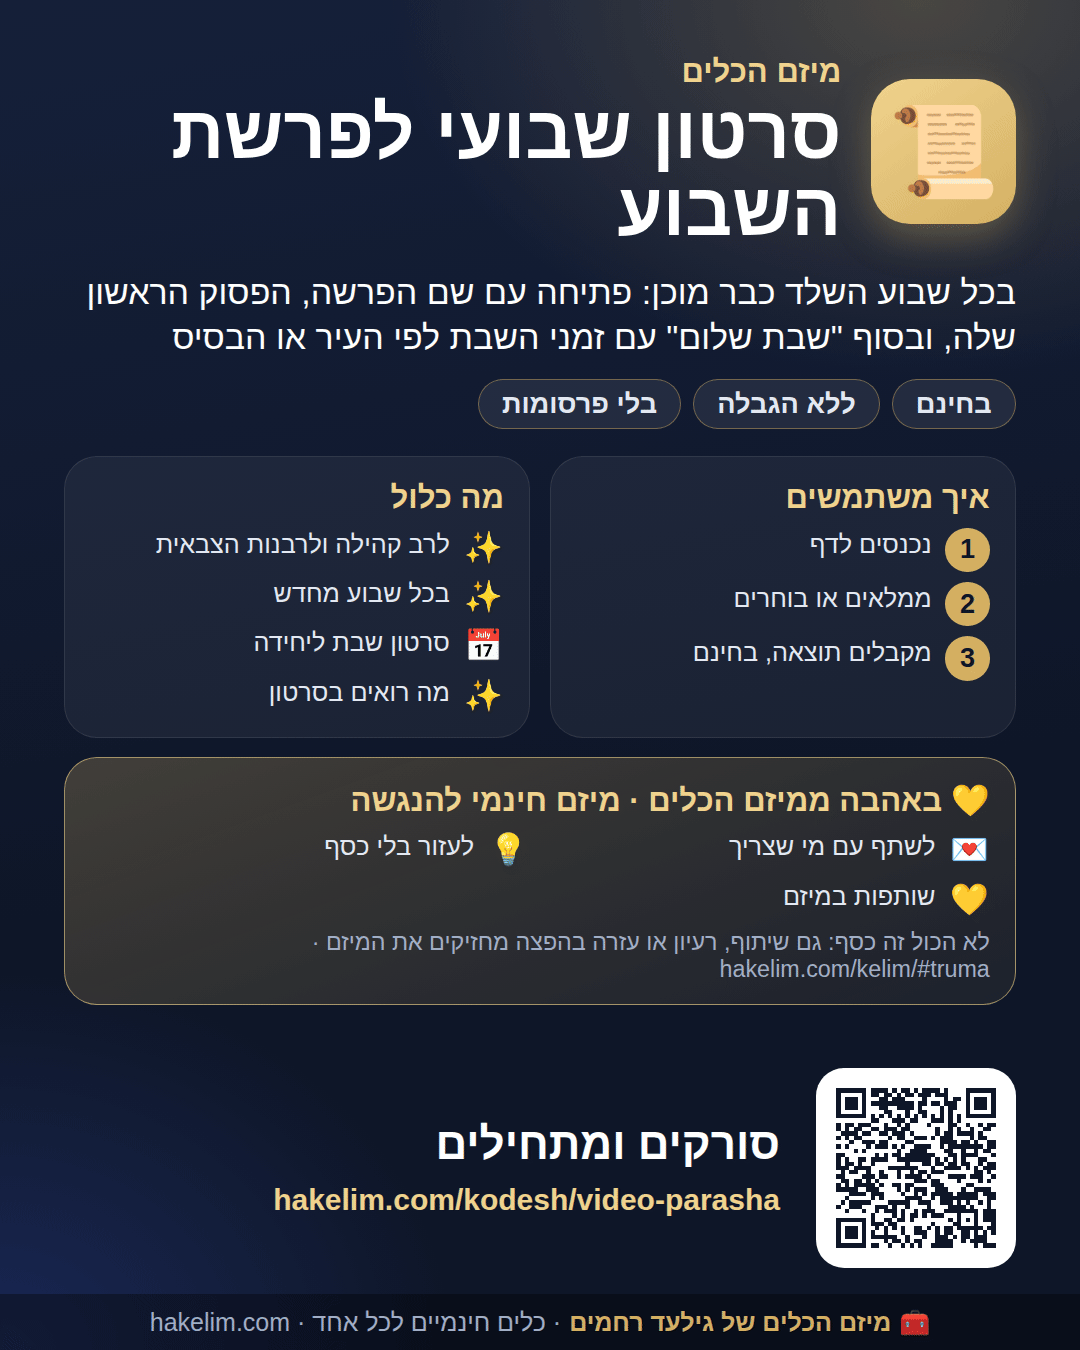 מיזם הכלים
סרטון שבועי לפרשת
השבוע
בכל שבוע השלד כבר מוכן: פתיחה עם שם הפרשה, הפסוק הראשון
שלה, ובסוף "שבת שלום" עם זמני השבת לפי העיר או הבסיס
בחינם
ללא הגבלה
בלי פרסומות
איך משתמשים
1 נכנסים לדף
2 ממלאים או בוחרים
3 מקבלים תוצאה, בחינם
מה כלול
לרב קהילה ולרבנות הצבאית
בכל שבוע מחדש
סרטון שבת ליחידה
מה רואים בסרטון
באהבה ממיזם הכלים · מיזם חינמי להנגשה
לשתף עם מי שצריך
לעזור בלי כסף
שותפות במיזם
לא הכול זה כסף: גם שיתוף, רעיון או עזרה בהפצה מחזיקים את המיזם ·
hakelim.com/kelim/#truma
סורקים ומתחילים
hakelim.com/kodesh/video-parasha
מיזם הכלים של גילעד רחמים · כלים חינמיים לכל אחד · hakelim.com